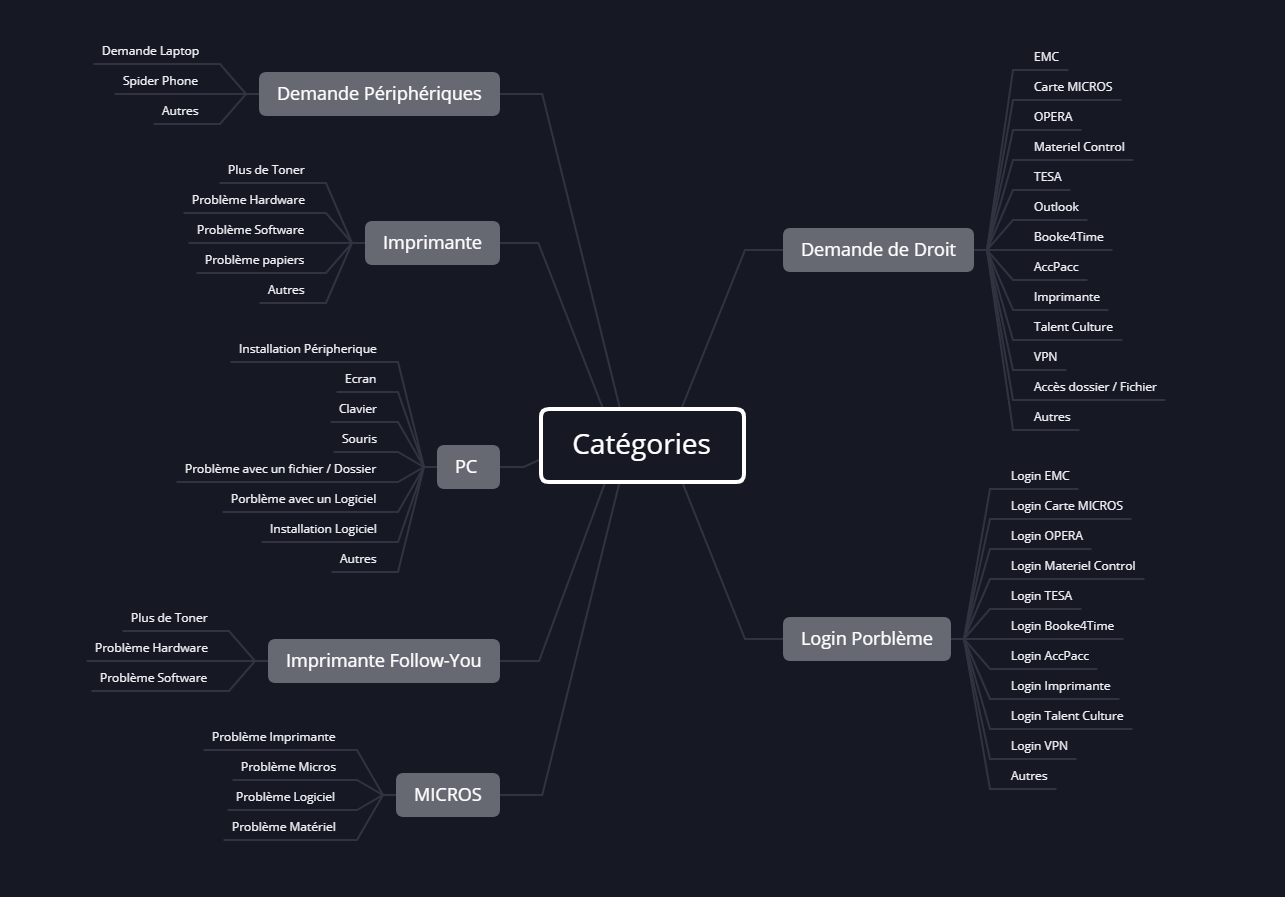 Catégories
Demande Périphériques
Demande Laptop
Spider Phone
Autres
Imprimante
Plus de Toner
Problème Hardware
Problème Software
Problème papiers
Autres
PC
Installation Péripherique
Ecran
Clavier
Souris
Problème avec un fichier / Dossier
Porblème avec un Logiciel
Installation Logiciel
Autres
Imprimante Follow-You
Plus de Toner
Problème Hardware
Problème Software
MICROS
Problème Imprimante
Problème Micros
Problème Logiciel
Problème Matériel
Demande de Droit
EMC
Carte MICROS
OPERA
Materiel Control
TESA
Outlook
Booke4Time
AccPacc
Imprimante
Talent Culture
VPN
Accès dossier / Fichier
Autres
Login Porblème
Login EMC
Login Carte MICROS
Login OPERA
Login Materiel Control
Login TESA
Login Booke4Time
Login AccPacc
Login Imprimante
Login Talent Culture
Login VPN
Autres